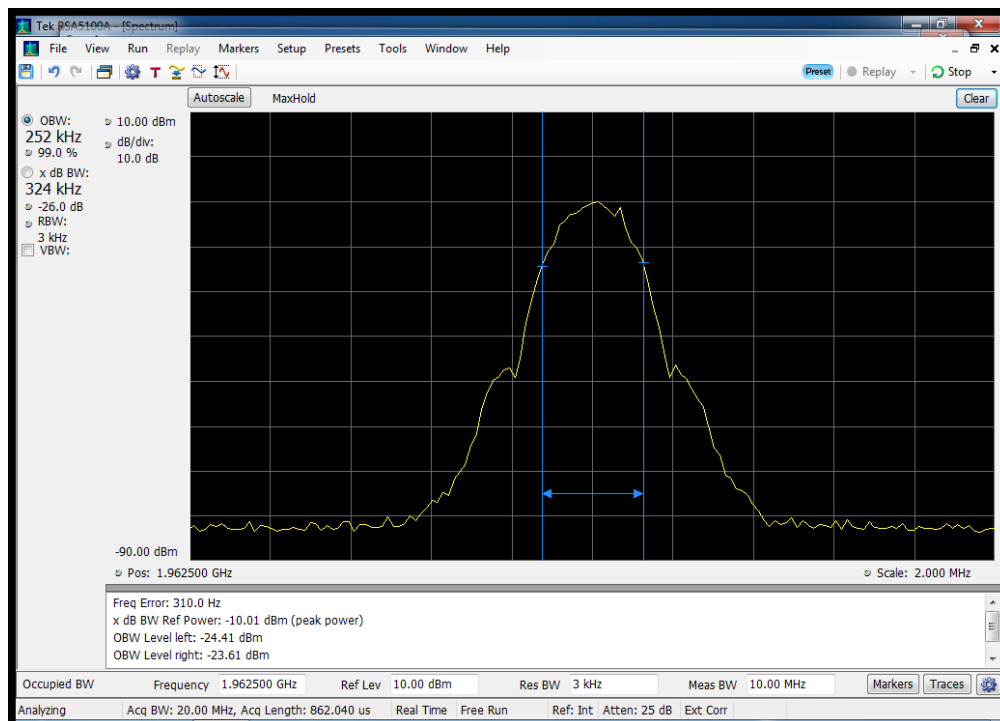 Tek RSA5100A - [Spectrum]
File View Run Replay Markers Setup Presets Tools Window Help
Preset Replay Stop
Autoscale MaxHold Clear
OBW:
252 kHz
99.0 %
x dB BW:
324 kHz
-26.0 dB
RBW:
3 kHz
VBW:
10.00 dBm
dB/div:
10.0 dB
-90.00 dBm
Pos: 1.962500 GHz Scale: 2.000 MHz
Freq Error: 310.0 Hz
x dB BW Ref Power: -10.01 dBm (peak power)
OBW Level left: -24.41 dBm
OBW Level right: -23.61 dBm
Occupied BW Frequency 1.962500 GHz Ref Lev 10.00 dBm Res BW 3 kHz Meas BW 10.00 MHz Markers Traces
Analyzing Acq BW: 20.00 MHz, Acq Length: 862.040 us Real Time Free Run Ref: Int Atten: 25 dB Ext Corr